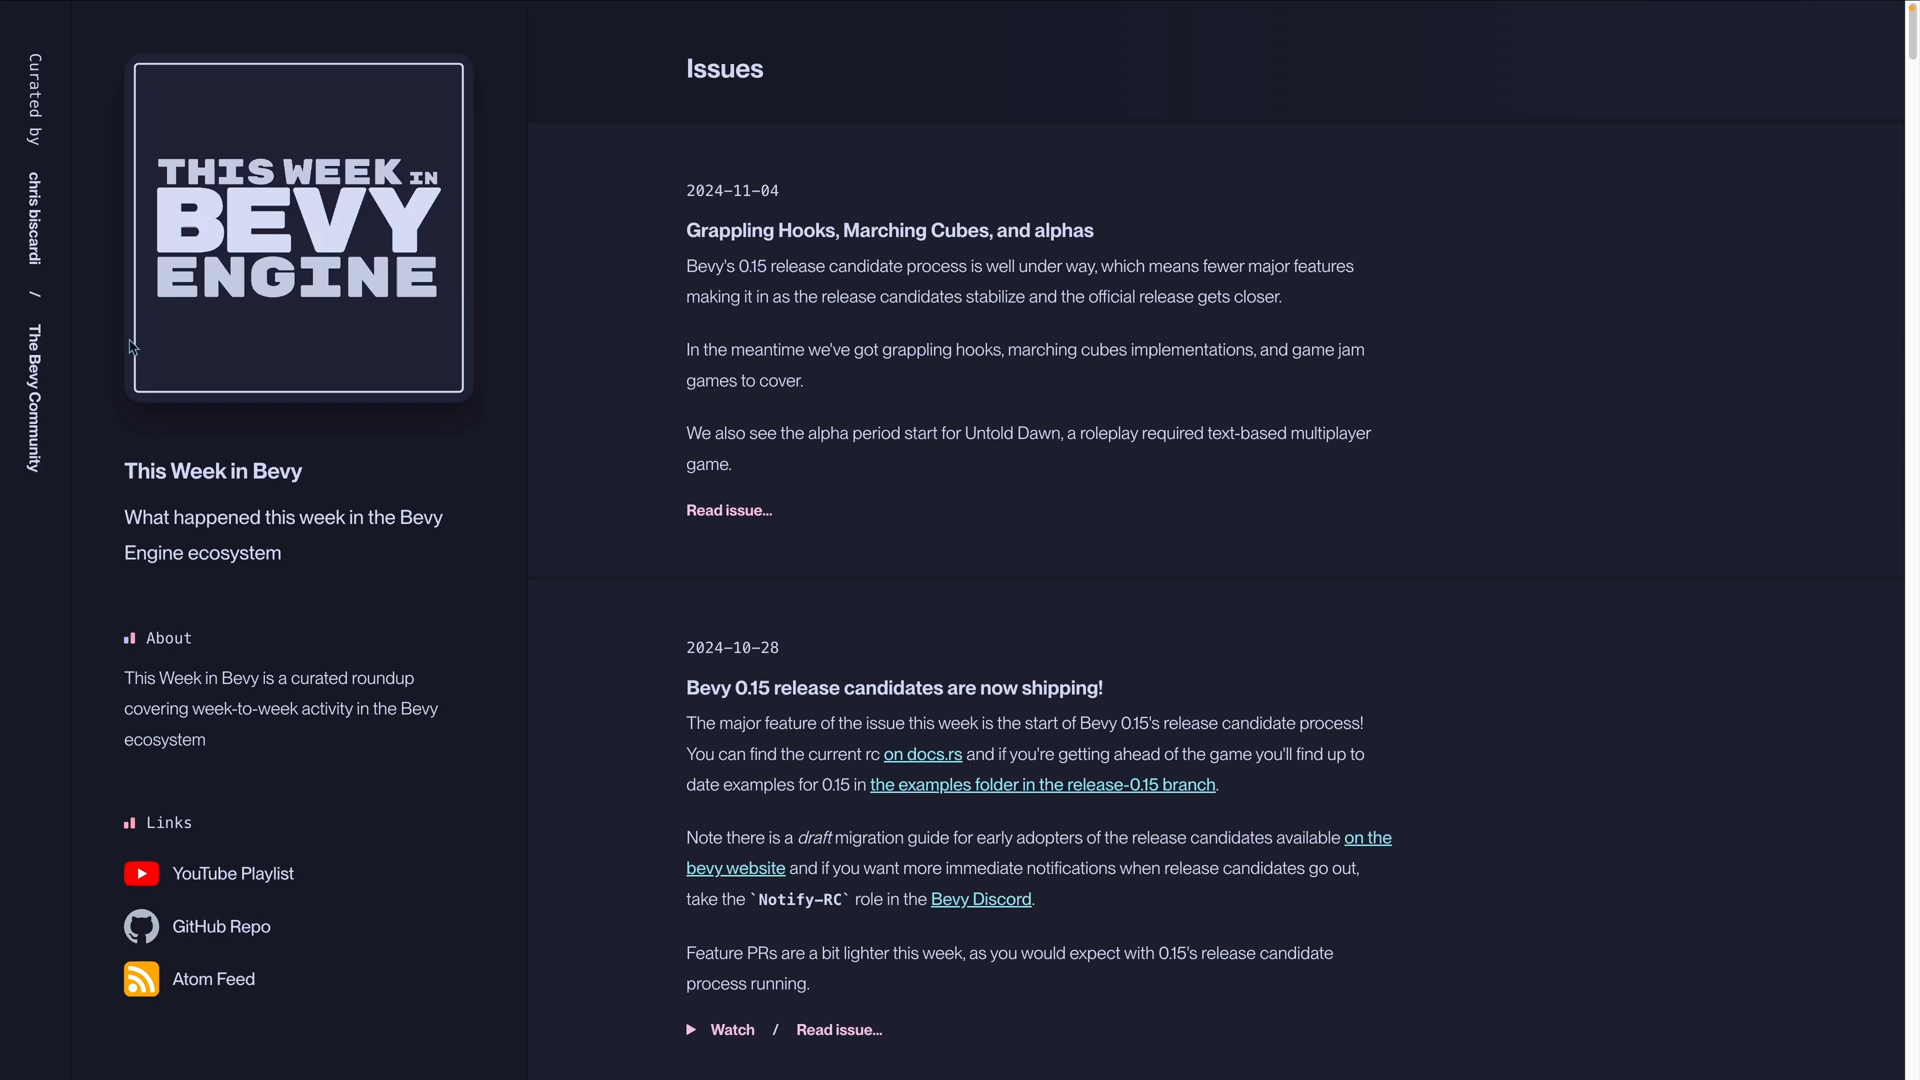 Curated by chris biscardi / The Bevy Community
THIS WEEK IN
BEVY
ENGINE
This Week in Bevy
What happened this week in the Bevy
Engine ecosystem
About
This Week in Bevy is a curated roundup
covering week-to-week activity in the Bevy
ecosystem
Links
YouTube Playlist
GitHub Repo
Atom Feed
Issues
2024-11-04
Grappling Hooks, Marching Cubes, and alphas
Bevy's 0.15 release candidate process is well under way, which means fewer major features
making it in as the release candidates stabilize and the official release gets closer.
In the meantime we've got grappling hooks, marching cubes implementations, and game jam
games to cover.
We also see the alpha period start for Untold Dawn, a roleplay required text-based multiplayer
game.
Read issue...
2024-10-28
Bevy 0.15 release candidates are now shipping!
The major feature of the issue this week is the start of Bevy 0.15's release candidate process!
You can find the current rc on docs.rs and if you're getting ahead of the game you'll find up to
date examples for 0.15 in the examples folder in the release-0.15 branch.
Note there is a draft migration guide for early adopters of the release candidates available on the
bevy website and if you want more immediate notifications when release candidates go out,
take the `Notify-RC` role in the Bevy Discord.
Feature PRs are a bit lighter this week, as you would expect with 0.15's release candidate
process running.
Watch / Read issue...